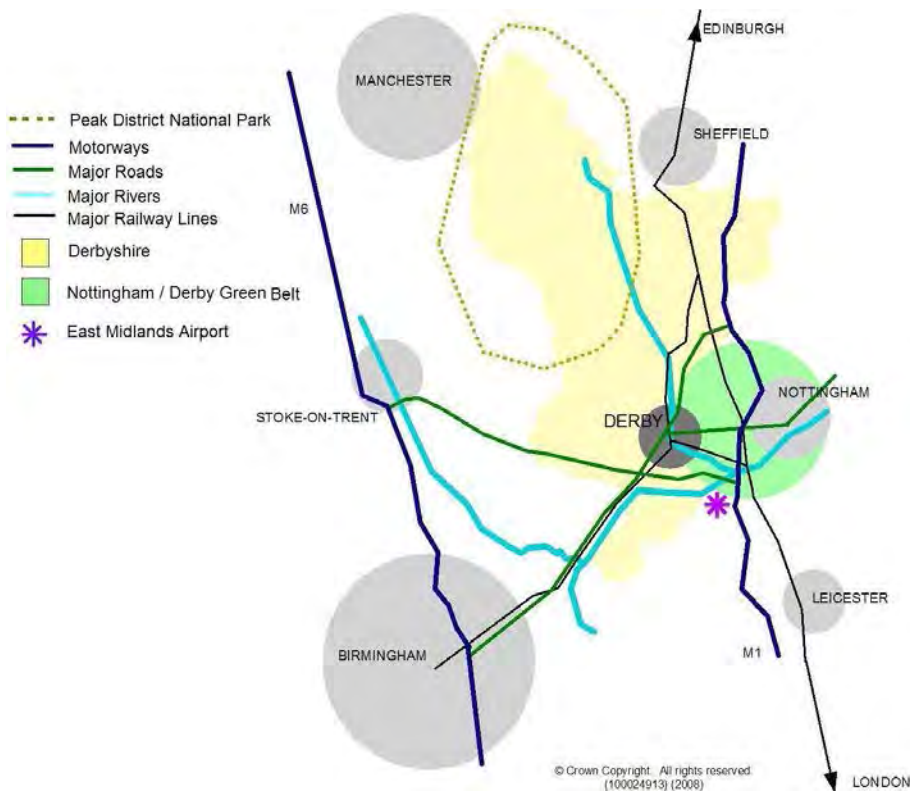 EDINBURGH
MANCHESTER
SHEFFIELD
Peak District National Park
Motorways
Major Roads
Major Rivers
Major Railway Lines
M6
Derbyshire
Nottingham / Derby Green Belt
East Midlands Airport
NOTTINGHAM
STOKE-ON-TRENT
DERBY
LEICESTER
BIRMINGHAM
M1
© Crown Copyright. All rights reserved.
(100024913) (2008)
LONDON